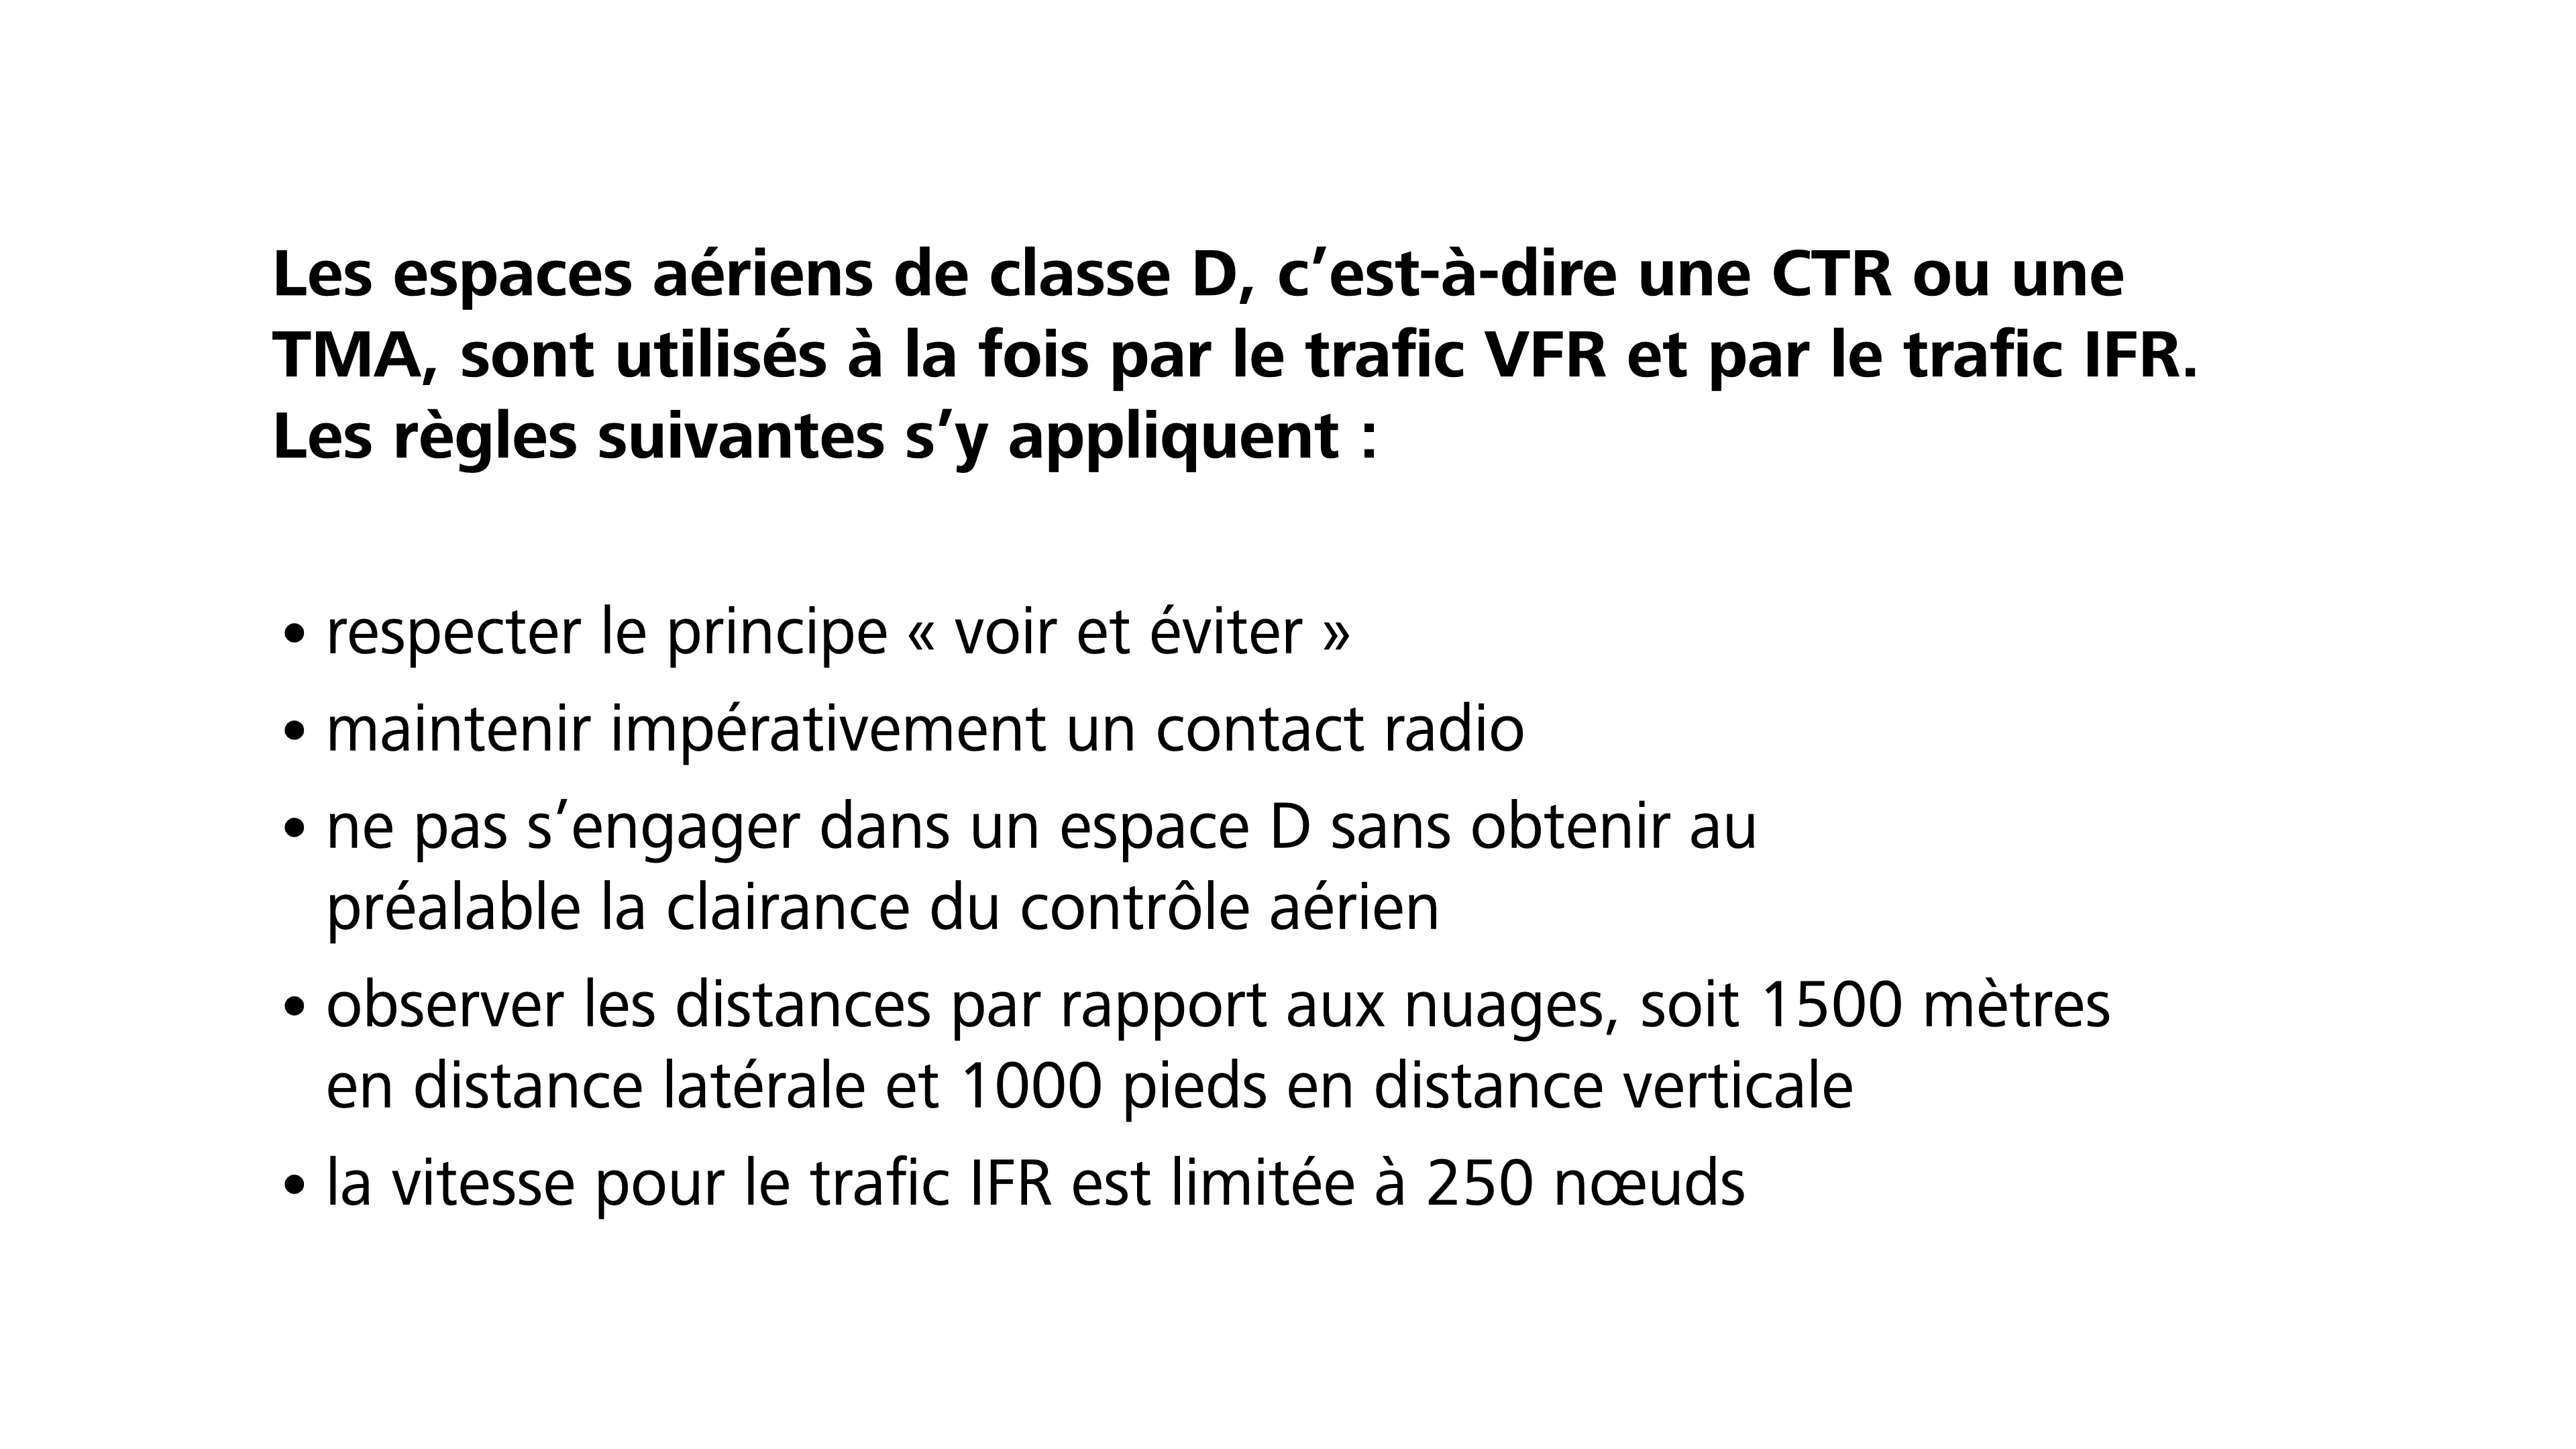 Les espaces aériens de classe D, c’est-à-dire une CTR ou une
TMA, sont utilisés à la fois par le trafic VFR et par le trafic IFR.
Les règles suivantes s’y appliquent :
• respecter le principe « voir et éviter »
• maintenir impérativement un contact radio
• ne pas s’engager dans un espace D sans obtenir au
préalable la clairance du contrôle aérien
• observer les distances par rapport aux nuages, soit 1500 mètres
en distance latérale et 1000 pieds en distance verticale
• la vitesse pour le trafic IFR est limitée à 250 nœuds